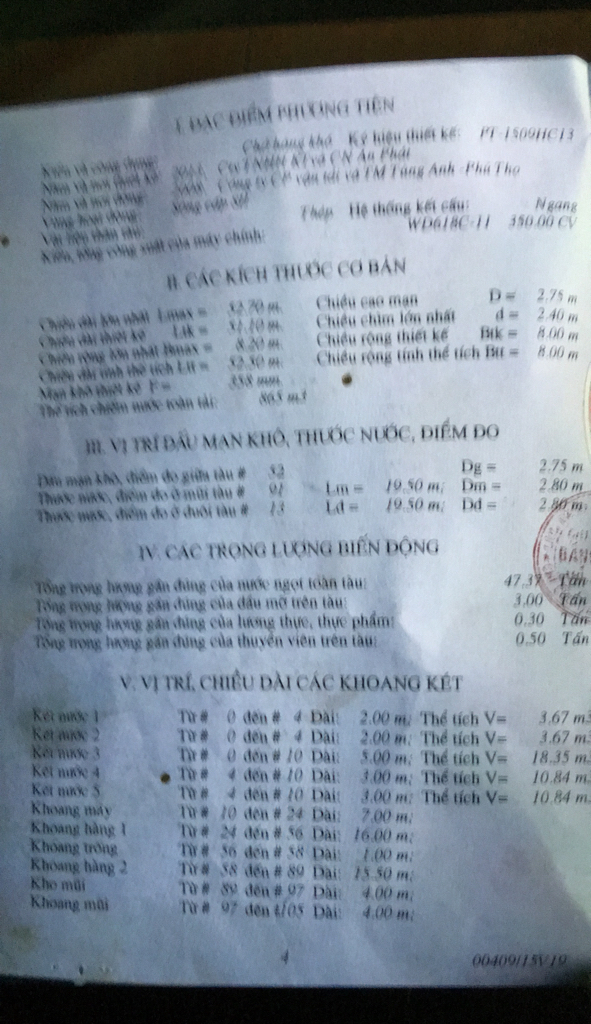 I. ĐẶC ĐIỂM PHƯƠNG TIỆN
Kiểu và công dụng: Chở hàng khô Ký hiệu thiết kế: PT-1509HC13
Năm và nơi thiết kế: Cty TNHH KT và CN An Phát
Năm và nơi đóng: 2008. Công ty CP vận tải và TM Tùng Anh - Phú Thọ
Vùng hoạt động: Sông cấp SII
Vật liệu thân tàu: Thép Hệ thống kết cấu: Ngang
Kiểu, tổng công suất của máy chính: WD618C-11 350.00 CV
II. CÁC KÍCH THƯỚC CƠ BẢN
Chiều dài lớn nhất Lmax = 52.70 m. Chiều cao mạn D = 2.75 m
Chiều dài thiết kế Ltk = 51.10 m. Chiều chìm lớn nhất d = 2.40 m
Chiều rộng lớn nhất Bmax = 8.20 m. Chiều rộng thiết kế Btk = 8.00 m
Chiều dài tính thể tích Ltt = 52.50 m. Chiều rộng tính thể tích Btt = 8.00 m
Mạn khô thiết kế F = 358 mm.
Thể tích chiếm nước toàn tải: 865 m3
III. VỊ TRÍ DẤU MẠN KHÔ, THƯỚC NƯỚC, ĐIỂM ĐO
Dấu mạn khô, điểm đo giữa tàu # 52 Dg = 2.75 m
Thước nước, điểm đo ở mũi tàu # 91 Lm = 19.50 m; Dm = 2.80 m
Thước nước, điểm đo ở đuôi tàu # 13 Ld = 19.50 m; Dd = 2.80 m.
IV. CÁC TRỌNG LƯỢNG BIẾN ĐỘNG
Tổng trọng lượng gần đúng của nước ngọt toàn tàu: 47.37 Tấn
Tổng trọng lượng gần đúng của dầu mỡ trên tàu: 3.00 Tấn
Tổng trọng lượng gần đúng của lương thực, thực phẩm: 0.30 Tấn
Tổng trọng lượng gần đúng của thuyền viên trên tàu: 0.50 Tấn
V. VỊ TRÍ, CHIỀU DÀI CÁC KHOANG KÉT
Két nước 1 Từ # 0 đến # 4 Dài: 2.00 m; Thể tích V= 3.67 m3
Két nước 2 Từ # 0 đến # 4 Dài: 2.00 m; Thể tích V= 3.67 m
Két nước 3 Từ # 0 đến # 10 Dài: 5.00 m; Thể tích V= 18.35 m
Két nước 4 Từ # 4 đến # 10 Dài: 3.00 m; Thể tích V= 10.84 m
Két nước 5 Từ # 4 đến # 10 Dài: 3.00 m; Thể tích V= 10.84 m
Khoang máy Từ # 10 đến # 24 Dài: 7.00 m;
Khoang hàng 1 Từ # 24 đến # 56 Dài: 16.00 m;
Khoang trống Từ # 56 đến # 58 Dài: 1.00 m;
Khoang hàng 2 Từ # 58 đến # 89 Dài: 15.50 m;
Kho mũi Từ # 89 đến # 97 Dài: 4.00 m;
Khoang mũi Từ # 97 đến #105 Dài: 4.00 m;
4
00409/15V19